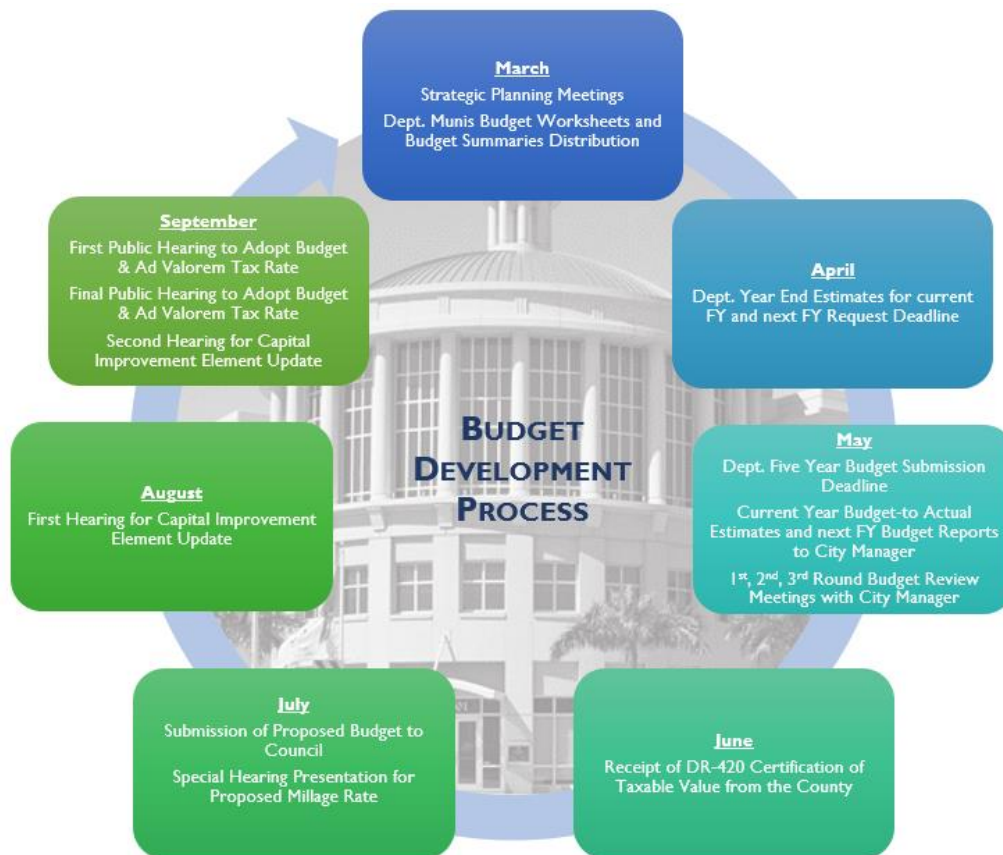 March
Strategic Planning Meetings
Dept. Munis Budget Worksheets and
Budget Summaries Distribution
April
Dept. Year End Estimates for current
FY and next FY Request Deadline
May
Dept. Five Year Budget Submission
Deadline
Current Year Budget-to Actual
Estimates and next FY Budget Reports
to City Manager
1st, 2nd, 3rd Round Budget Review
Meetings with City Manager
June
Receipt of DR-420 Certification of
Taxable Value from the County
July
Submission of Proposed Budget to
Council
Special Hearing Presentation for
Proposed Millage Rate
August
First Hearing for Capital Improvement
Element Update
September
First Public Hearing to Adopt Budget
& Ad Valorem Tax Rate
Final Public Hearing to Adopt Budget
& Ad Valorem Tax Rate
Second Hearing for Capital
Improvement Element Update
BUDGET
DEVELOPMENT
PROCESS